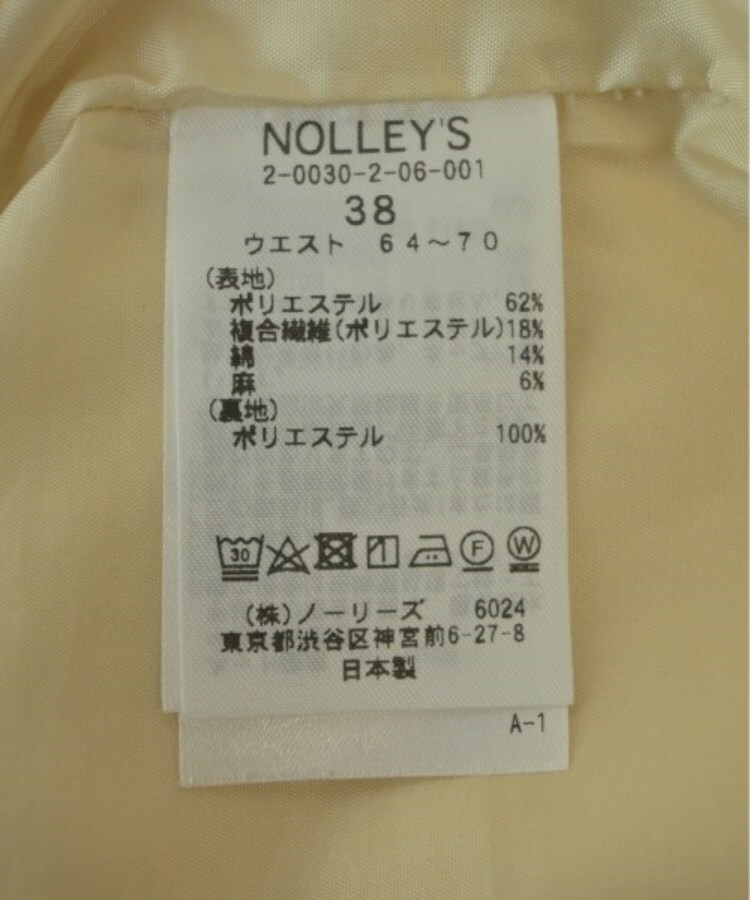 NOLLEY'S
2-0030-2-06-001
38
ウエスト 64～70
(表地)
ポリエステル 62%
複合繊維(ポリエステル)18%
綿 14%
麻 6%
(裏地)
ポリエステル 100%
30 F W
(株)ノーリーズ 6024
東京都渋谷区神宮前6-27-8
日本製
A-1